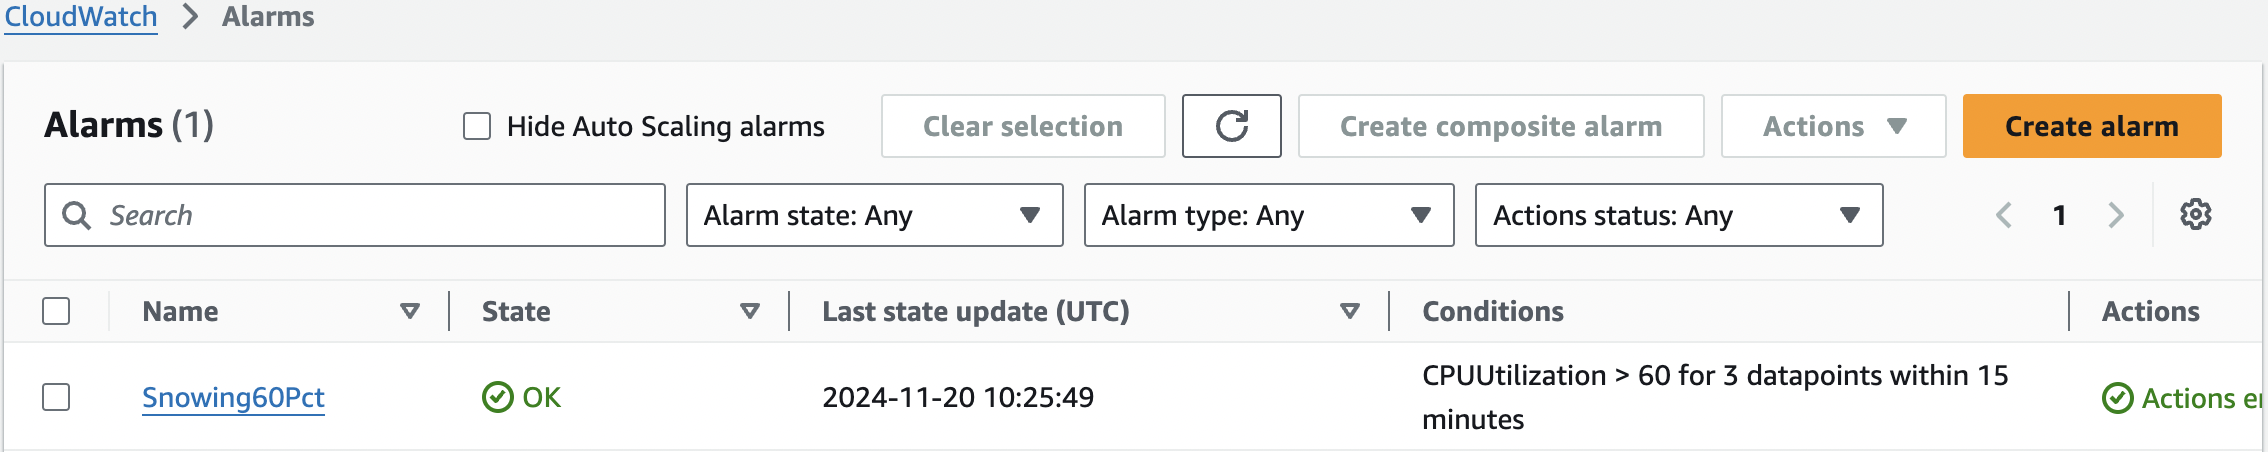 CloudWatch > Alarms
Alarms (1)
Hide Auto Scaling alarms
Clear selection
Create composite alarm
Actions
Create alarm
Search
Alarm state: Any
Alarm type: Any
Actions status: Any
1
Name
State
Last state update (UTC)
Conditions
Actions
Snowing60Pct
OK
2024-11-20 10:25:49
CPUUtilization > 60 for 3 datapoints within 15
minutes
Actions